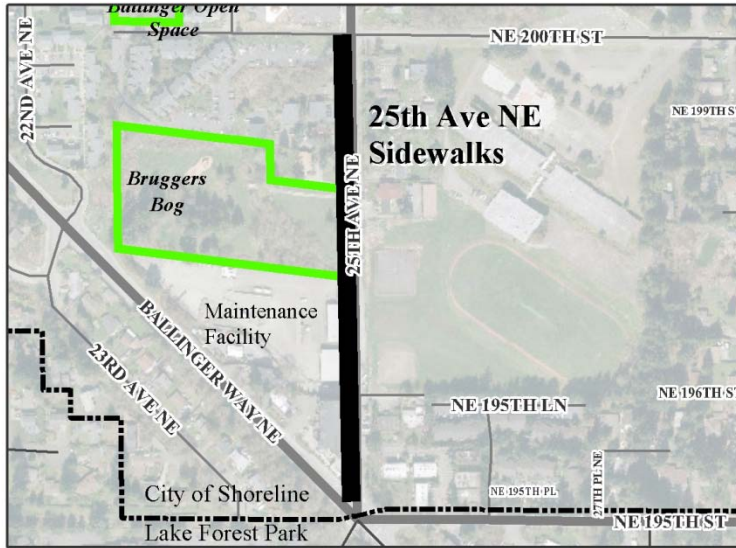 Ballinger Open
Space
NE 200TH ST
22ND AVE NE
25th Ave NE
Sidewalks
NE 199TH ST
Bruggers
Bog
25TH AVE NE
Maintenance
Facility
BALLINGER WAY NE
23RD AVE NE
NE 196TH ST
NE 195TH LN
NE 195TH PL
27TH PL NE
City of Shoreline
Lake Forest Park
NE 195TH ST